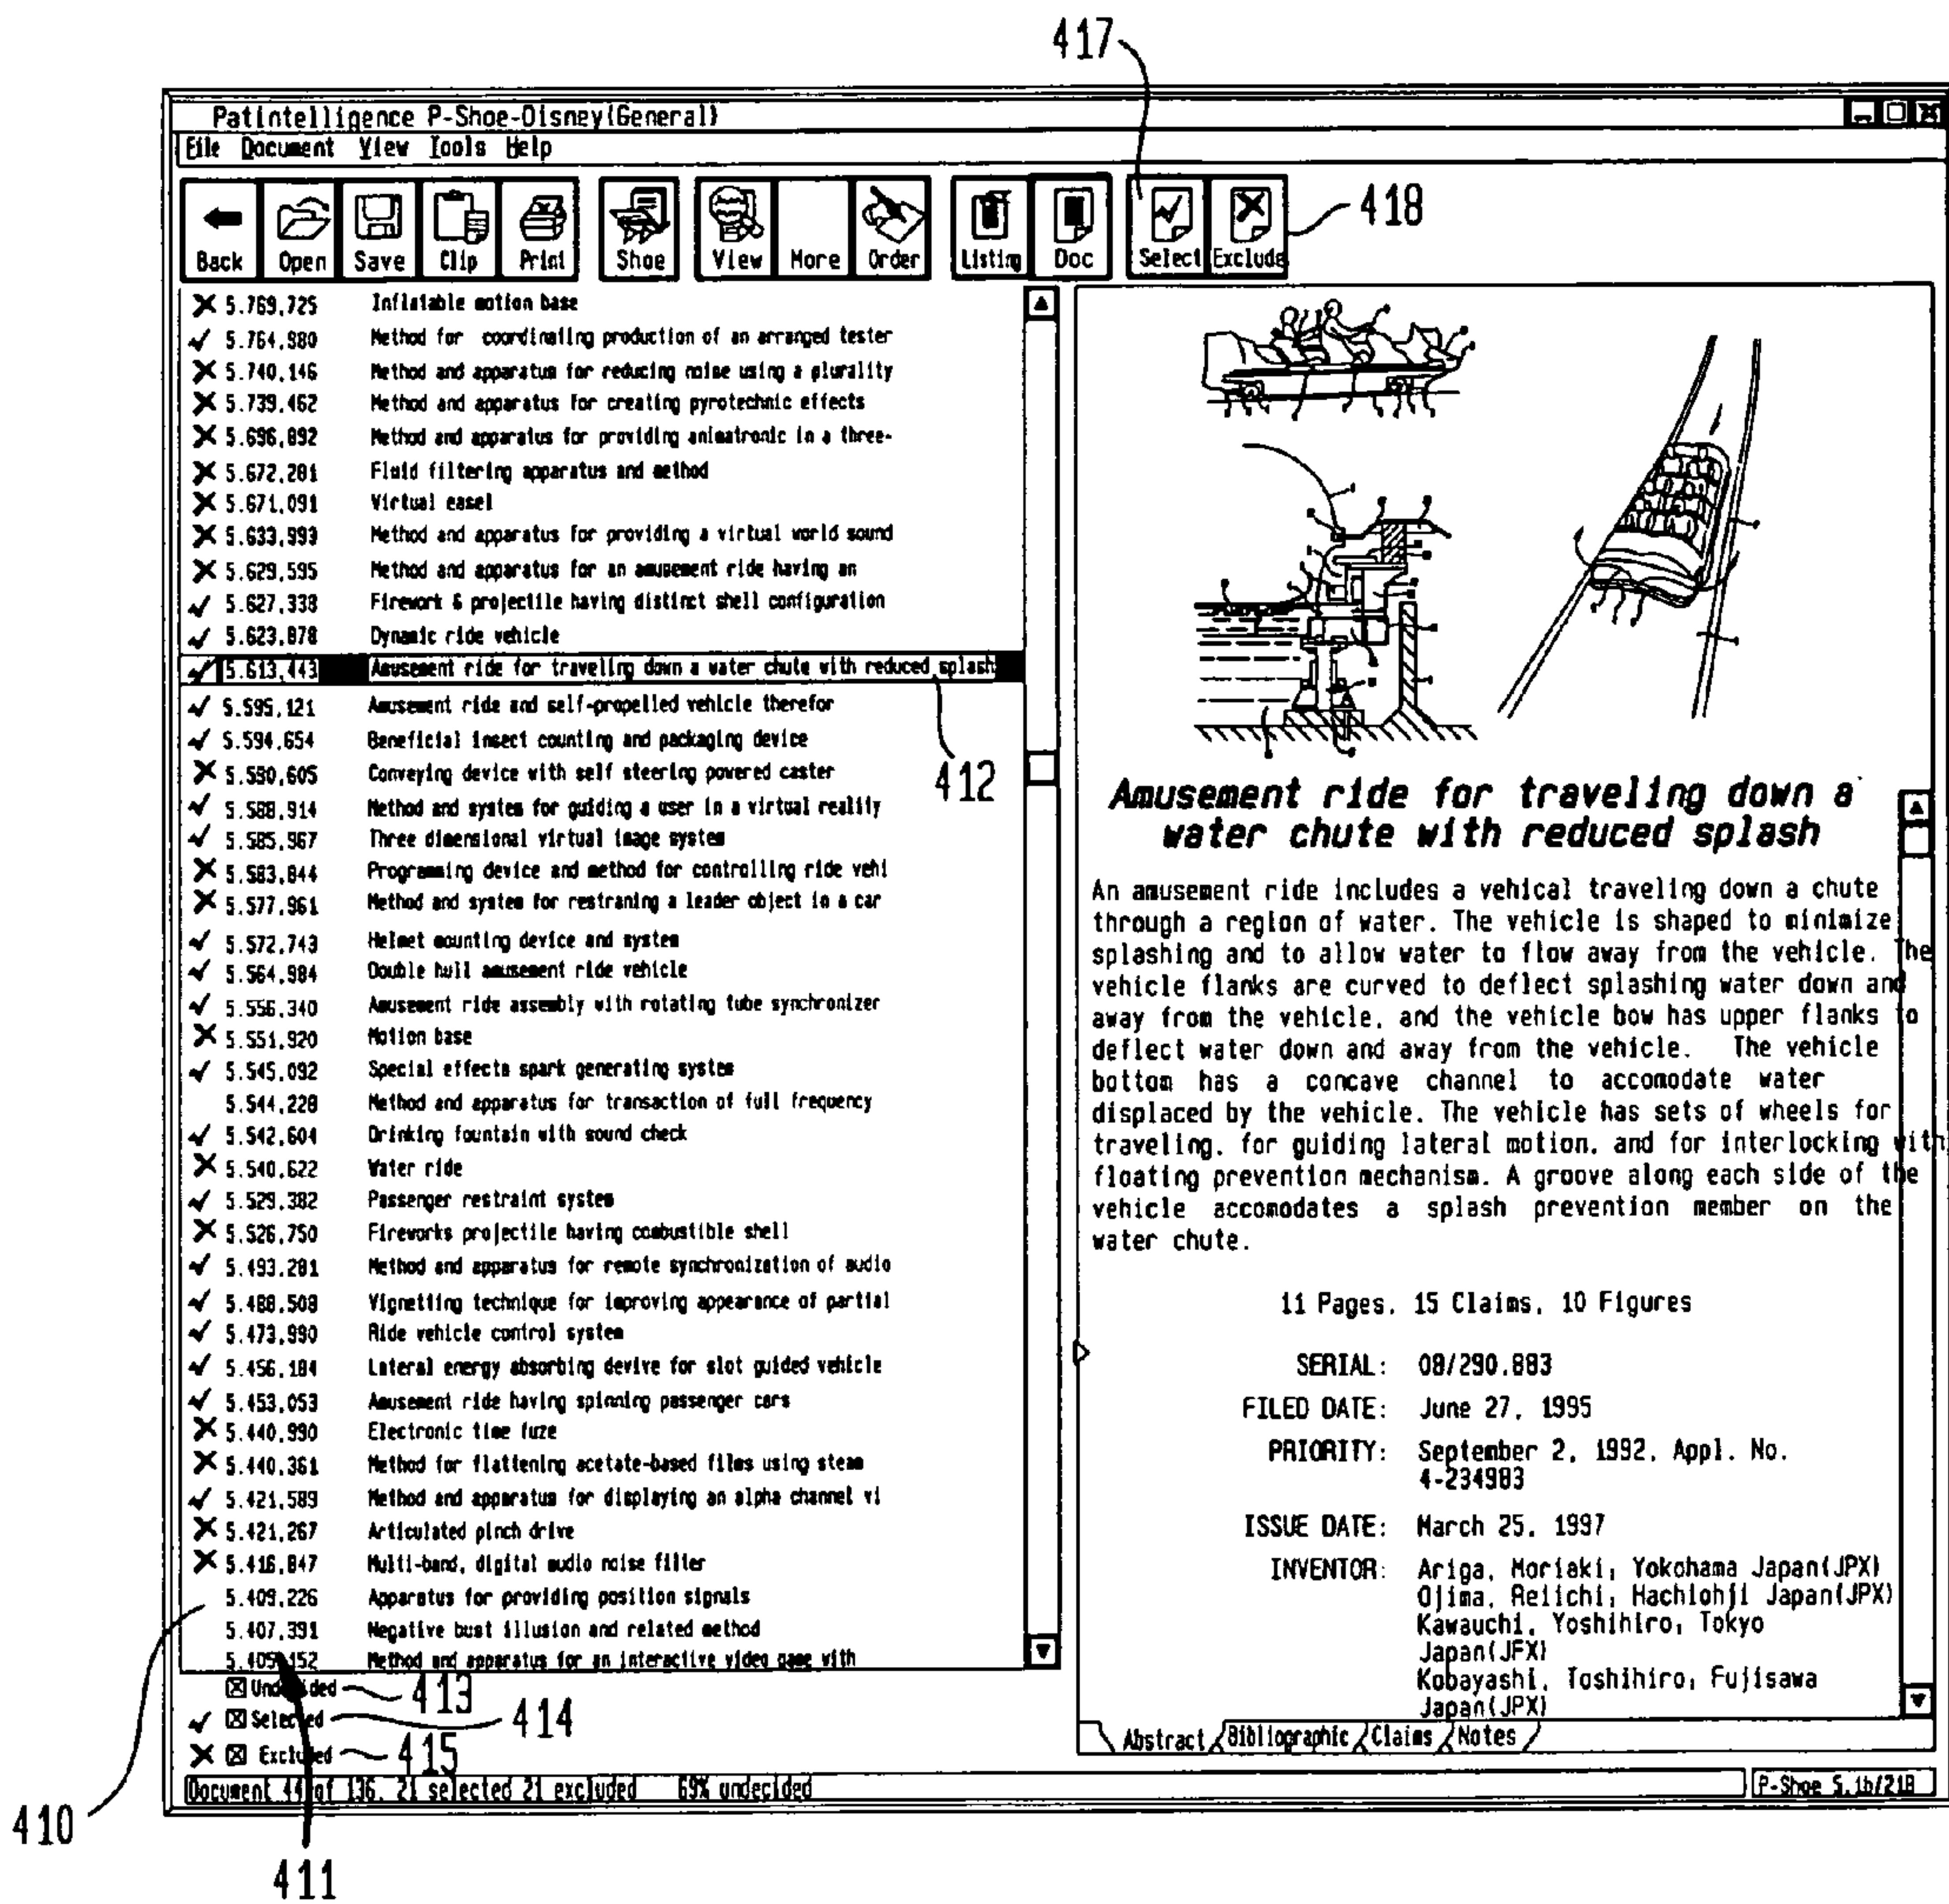 417
Patintelligence P-Shoe-Disney(General)
File Document View Tools Help
418
Back Open Save Clip Print Shoe View More Order Listing Doc Select Exclude
5.769,725 Inflatable motion base
5.764,980 Method for coordinating production of an arranged tester
5.740,146 Method and apparatus for reducing noise using a plurality
5.739,462 Method and apparatus for creating pyrotechnic effects
5.696,892 Method and apparatus for providing animatronic in a three-
5.672,281 Fluid filtering apparatus and method
5.671,091 Virtual easel
5.633,993 Method and apparatus for providing a virtual world sound
5.629,595 Method and apparatus for an amusement ride having an
5.627,338 Firework & projectile having distinct shell configuration
5.623,878 Dynamic ride vehicle
5.613,443 Amusement ride for traveling down a water chute with reduced splash
5.595,121 Amusement ride and self-propelled vehicle therefor
5.594,654 Beneficial insect counting and packaging device
5.590,605 Conveying device with self steering powered caster
412
5.588,914 Method and system for guiding a user in a virtual reality
5.585,967 Three dimensional virtual image system
5.583,844 Programming device and method for controlling ride vehi
5.577,961 Method and system for restraning a leader object in a car
5.572,743 Helmet mounting device and system
5.564,984 Double hull amusement ride vehicle
5.556,340 Amusement ride assembly with rotating tube synchronizer
5.551,920 Motion base
5.545,092 Special effects spark generating system
5.544,228 Method and apparatus for transaction of full frequency
5.542,604 Drinking fountain with sound check
5.540,622 Water ride
5.529,382 Passenger restraint system
5.526,750 Fireworks projectile having combustible shell
5.493,281 Method and apparatus for remote synchronization of audio
5.488,508 Vignetting technique for improving appearance of partial
5.473,990 Ride vehicle control system
5.456,184 Lateral energy absorbing devive for slot guided vehicle
5.453,053 Amusement ride having spinning passenger cars
5.440,990 Electronic time fuze
5.440,361 Method for flattening acetate-based films using steam
5.421,589 Method and apparatus for displaying an alpha channel vi
5.421,267 Articulated pinch drive
5.416,847 Multi-band, digital audio noise filter
5.409,226 Apparatus for providing position signals
5.407,391 Negative bust illusion and related method
5.405,152 Method and apparatus for an interactive video game with
Undecided 413
Selected 414
Excluded 415
Amusement ride for traveling down a
water chute with reduced splash
An amusement ride includes a vehical traveling down a chute
through a region of water. The vehicle is shaped to minimize
splashing and to allow water to flow away from the vehicle. The
vehicle flanks are curved to deflect splashing water down and
away from the vehicle, and the vehicle bow has upper flanks to
deflect water down and away from the vehicle. The vehicle
bottom has a concave channel to accomodate water
displaced by the vehicle. The vehicle has sets of wheels for
traveling, for guiding lateral motion, and for interlocking with
floating prevention mechanism. A groove along each side of the
vehicle accomodates a splash prevention member on the
water chute.
11 Pages, 15 Claims, 10 Figures
SERIAL: 08/290,883
FILED DATE: June 27, 1995
PRIORITY: September 2, 1992, Appl. No.
4-234983
ISSUE DATE: March 25, 1997
INVENTOR: Ariga, Moriaki; Yokohama Japan(JPX)
Ojima, Reiichi; Hachiohji Japan(JPX)
Kawauchi, Yoshihiro; Tokyo
Japan(JPX)
Kobayashi, Toshihiro; Fujisawa
Japan(JPX)
Abstract Bibliographic Claims Notes
Document 44 of 136, 21 selected 21 excluded 69% undecided
P-Shoe 5.1b/21B
410
411